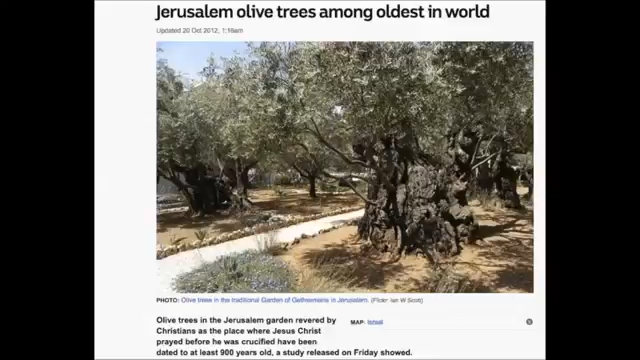 Jerusalem olive trees among oldest in world
Updated 20 Oct 2012, 1:16am
PHOTO: Olive trees in the traditional Garden of Gethsemane in Jerusalem. (Flickr: Ian W Scott)
Olive trees in the Jerusalem garden revered by
Christians as the place where Jesus Christ
prayed before he was crucified have been
dated to at least 900 years old, a study released on Friday showed.
MAP: Israel